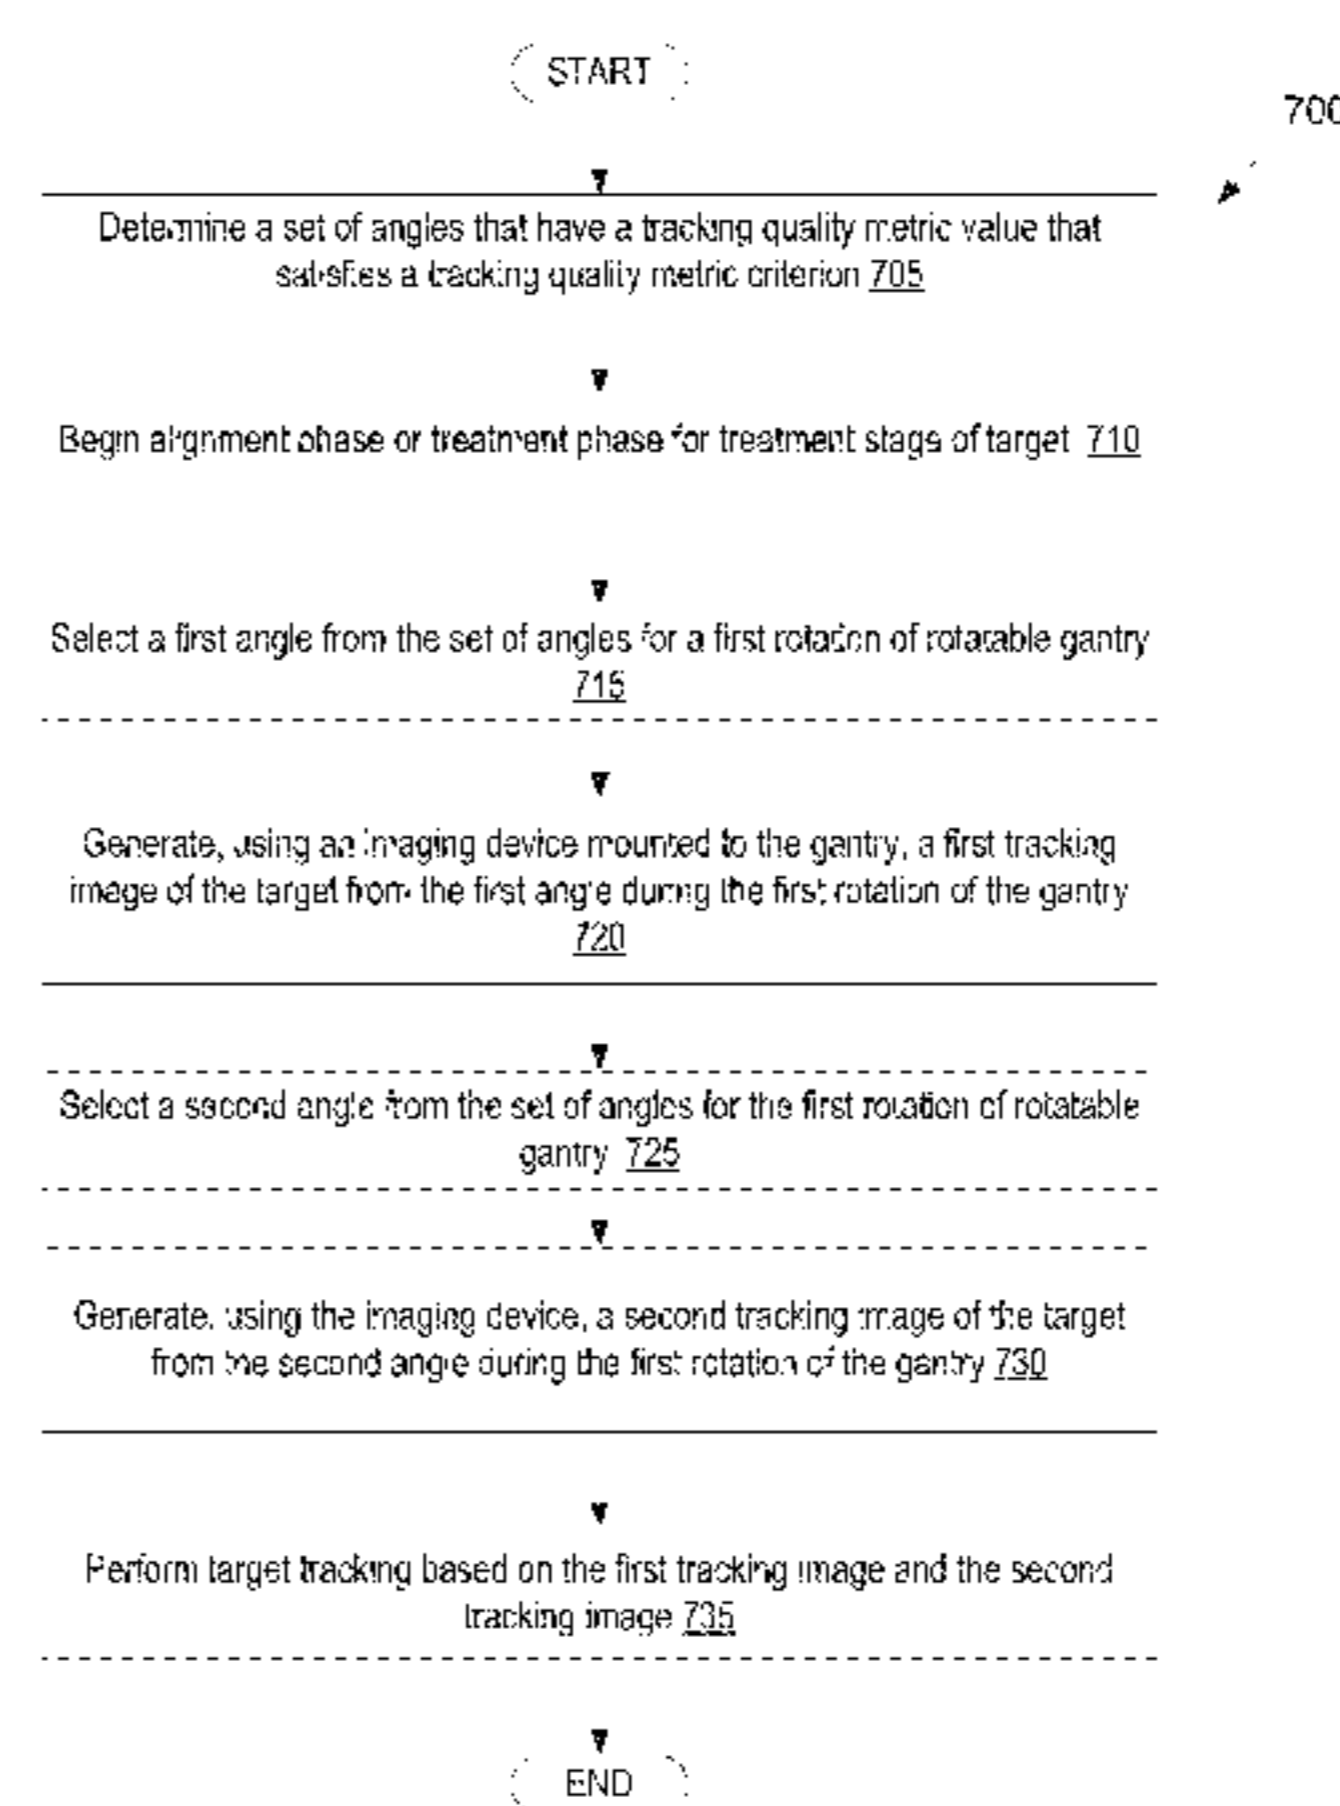 START
700
Determine a set of angles that have a tracking quality metric value that
satisfies a tracking quality metric criterion 705
Begin alignment phase or treatment phase for treatment stage of target 710
Select a first angle from the set of angles for a first rotation of rotatable gantry
715
Generate, using an imaging device mounted to the gantry, a first tracking
image of the target from the first angle during the first rotation of the gantry
720
Select a second angle from the set of angles for the first rotation of rotatable
gantry 725
Generate, using the imaging device, a second tracking image of the target
from the second angle during the first rotation of the gantry 730
Perform target tracking based on the first tracking image and the second
tracking image 735
END